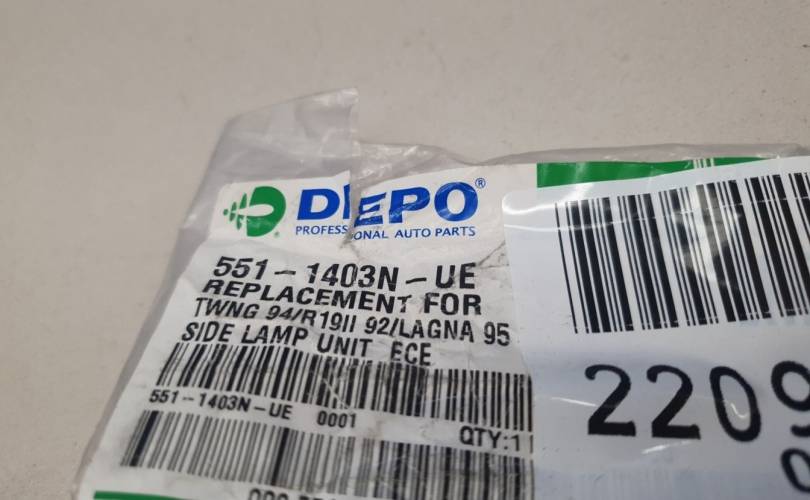 DEPO®
PROFESSIONAL AUTO PARTS
551-1403N-UE
REPLACEMENT FOR
TWNG 94/R19II 92/LAGNA 95
SIDE LAMP UNIT ECE
551-1403N-UE 0001
QTY:1
2209